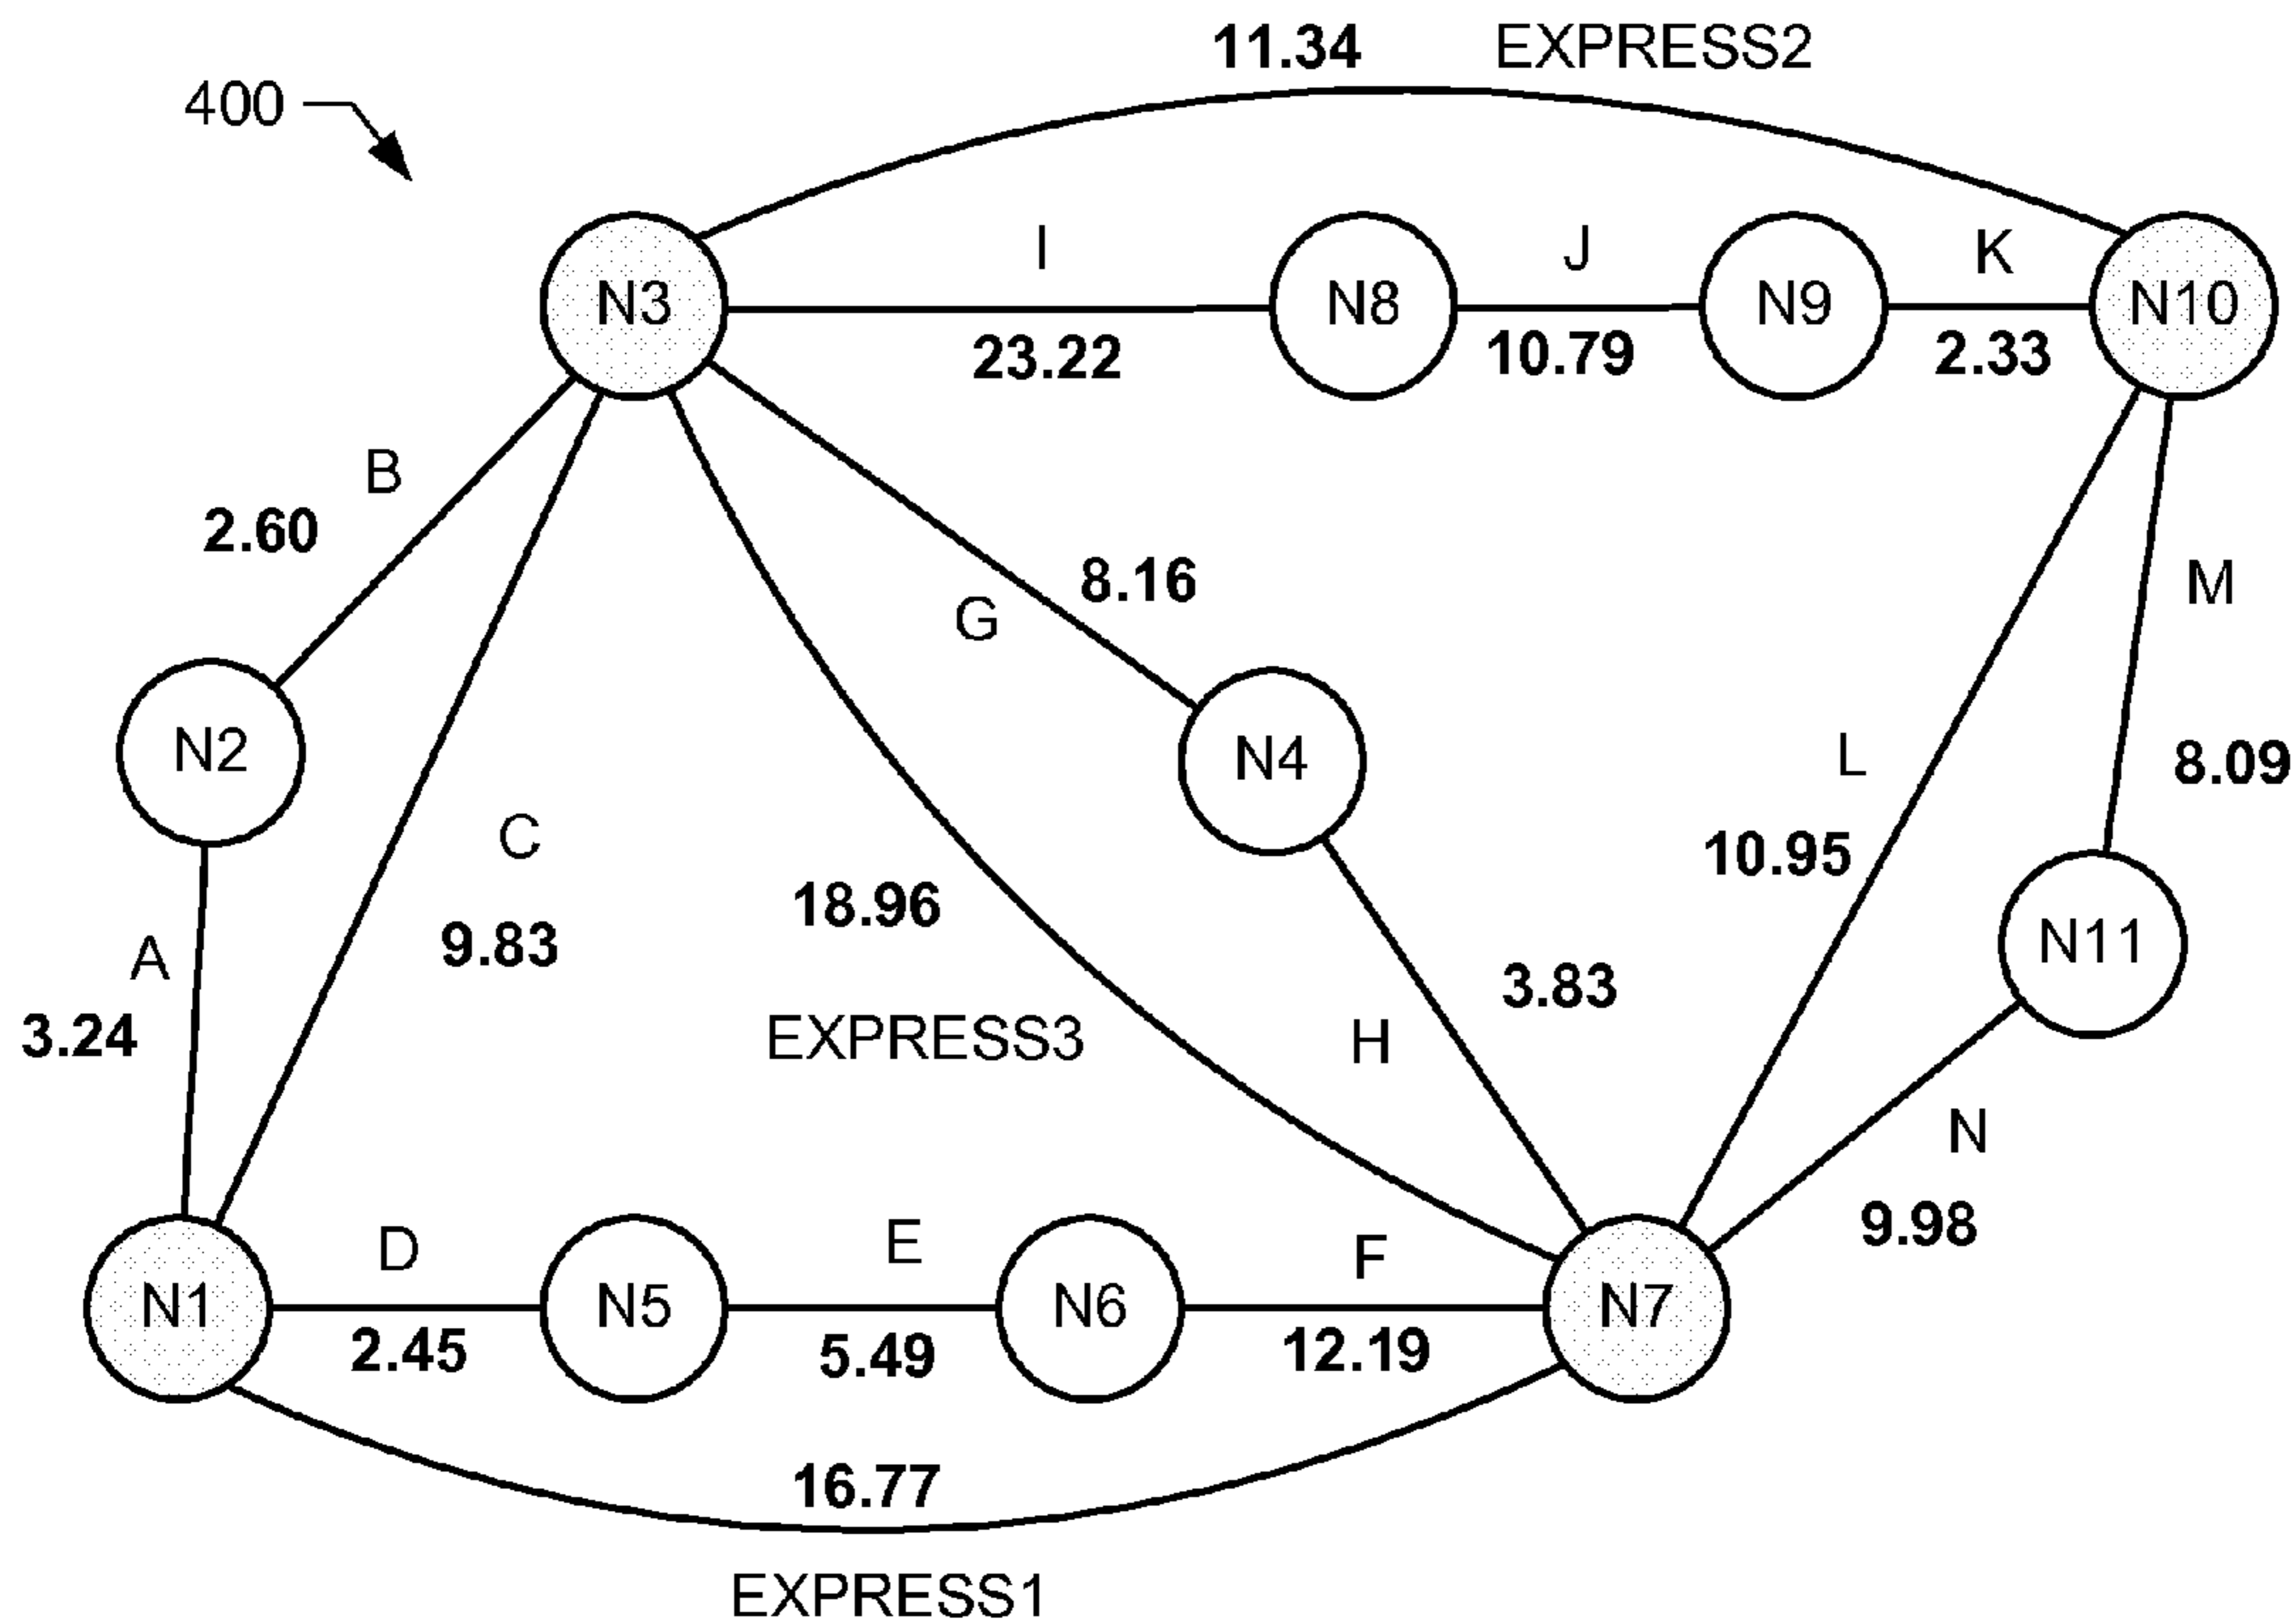 11.34 EXPRESS2
400
I J K
N3 N8 N9 N10
23.22 10.79 2.33
B
2.60
8.16
G
M
N2
N4
L
8.09
C
10.95
18.96
9.83
A
N11
3.24
3.83
EXPRESS3
H
N
D E F
9.98
N1 N5 N6 N7
2.45 5.49 12.19
16.77
EXPRESS1